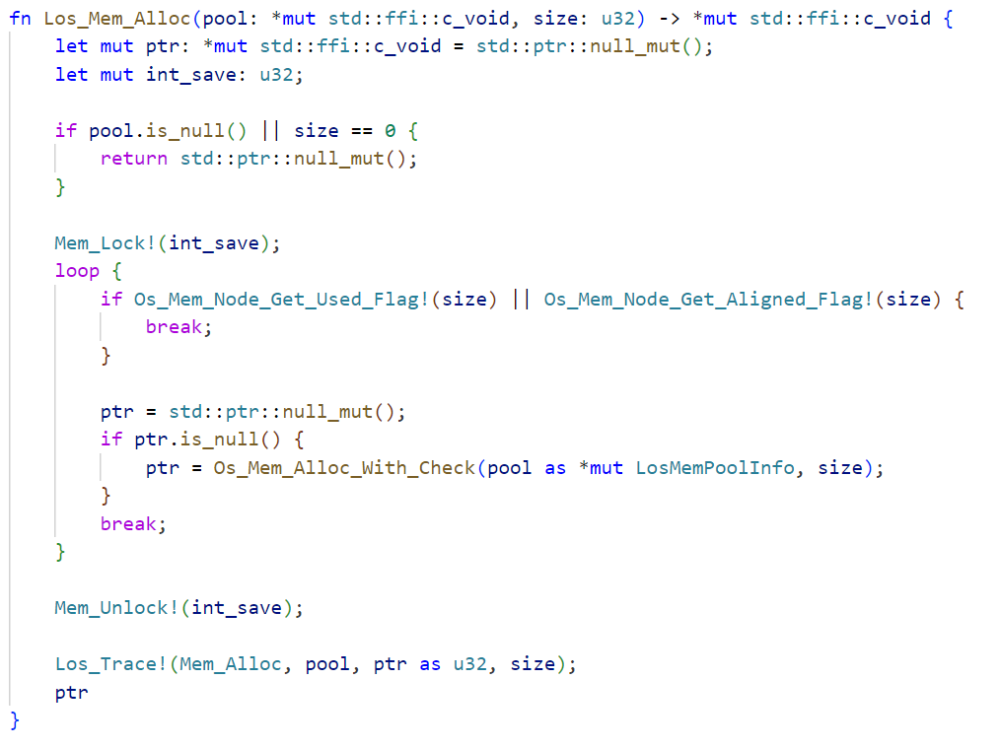 fn Los_Mem_Alloc(pool: *mut std::ffi::c_void, size: u32) -> *mut std::ffi::c_void {
    let mut ptr: *mut std::ffi::c_void = std::ptr::null_mut();
    let mut int_save: u32;

    if pool.is_null() || size == 0 {
        return std::ptr::null_mut();
    }

    Mem_Lock!(int_save);
    loop {
        if Os_Mem_Node_Get_Used_Flag!(size) || Os_Mem_Node_Get_Aligned_Flag!(size) {
            break;
        }

        ptr = std::ptr::null_mut();
        if ptr.is_null() {
            ptr = Os_Mem_Alloc_With_Check(pool as *mut LosMemPoolInfo, size);
        }
        break;
    }

    Mem_Unlock!(int_save);

    Los_Trace!(Mem_Alloc, pool, ptr as u32, size);
    ptr
}